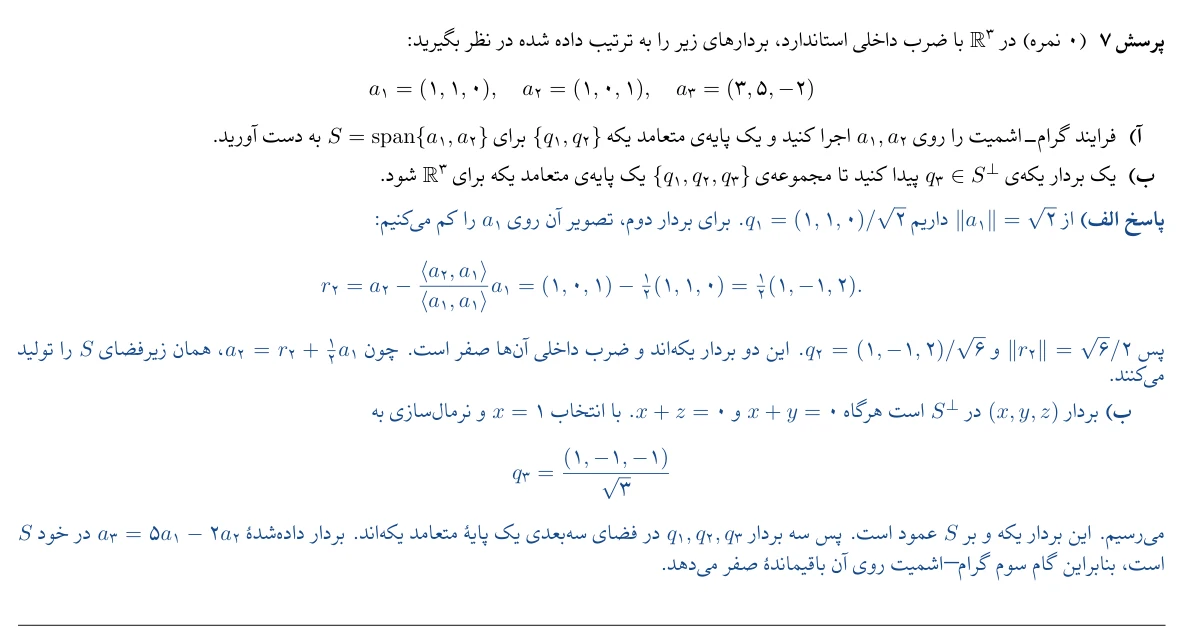 پرسش ۷ (۰ نمره) در ℝ³ با ضرب داخلی استاندارد، بردارهای زیر را به ترتیب داده شده در نظر بگیرید:
a₁ = (۱, ۱, ۰),   a₂ = (۱, ۰, ۱),   a₃ = (۳, ۵, −۲)
آ) فرایند گرام-اشمیت را روی a₁, a₂ اجرا کنید و یک پایه‌ی متعامد یکه {q₁, q₂} برای S = span{a₁, a₂} به دست آورید.
ب) یک بردار یکه‌ی q₃ ∈ S^⊥ پیدا کنید تا مجموعه‌ی {q₁, q₂, q₃} یک پایه‌ی متعامد یکه برای ℝ³ شود.
پاسخ الف) از ‖a₁‖ = √۲ داریم q₁ = (۱, ۱, ۰)/√۲. برای بردار دوم، تصویر آن روی a₁ را کم می‌کنیم:
r₂ = a₂ − (⟨a₂, a₁⟩/⟨a₁, a₁⟩) a₁ = (۱, ۰, ۱) − ۱/۲(۱, ۱, ۰) = ۱/۲(۱, −۱, ۲).
پس ‖r₂‖ = √۶/۲ و q₂ = (۱, −۱, ۲)/√۶. این دو بردار یکه‌اند و ضرب داخلی آن‌ها صفر است. چون a₂ = r₂ + ۱/۲ a₁، همان زیرفضای S را تولید
می‌کنند.
ب) بردار (x, y, z) در S^⊥ است هرگاه x + y = ۰ و x + z = ۰. با انتخاب x = ۱ و نرمال‌سازی به
q₃ = (۱, −۱, −۱)/√۳
می‌رسیم. این بردار یکه و بر S عمود است. پس سه بردار q₁, q₂, q₃ در فضای سه‌بعدی یک پایهٔ متعامد یکه‌اند. بردار داده‌شدهٔ a₃ = ۵a₁ − ۲a₂ در خود S
است، بنابراین گام سوم گرام–اشمیت روی آن باقیماندهٔ صفر می‌دهد.